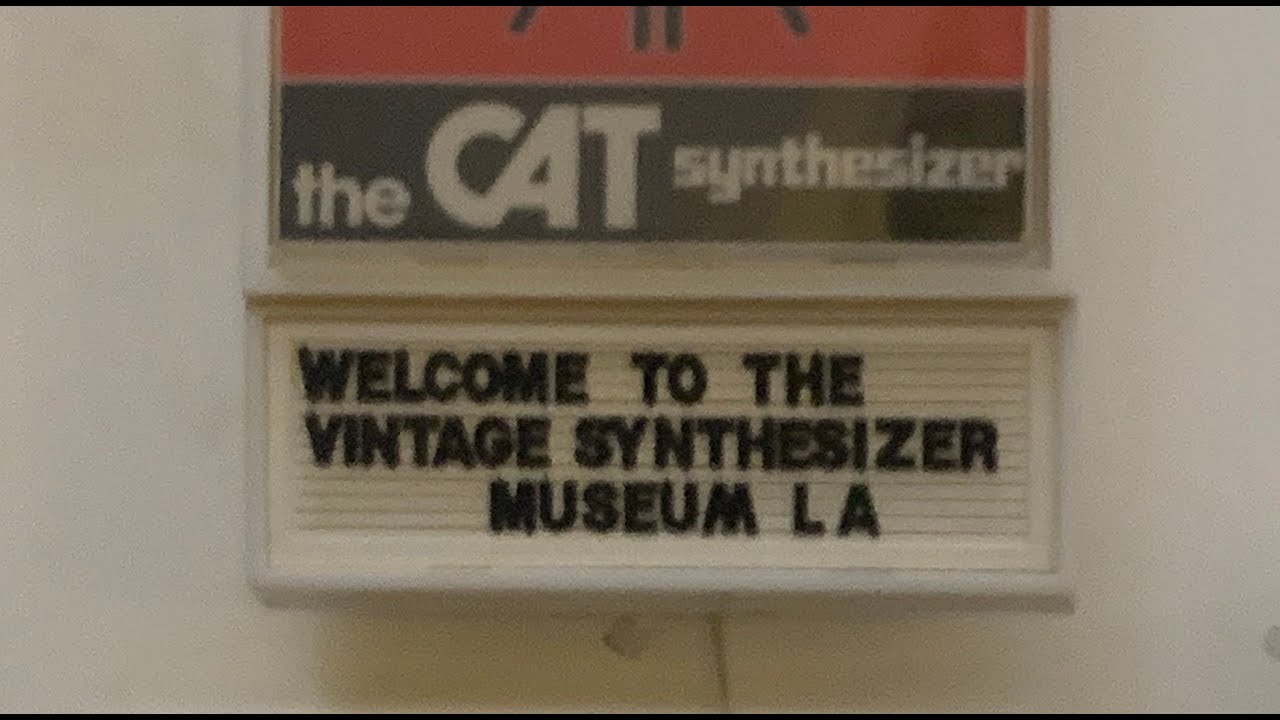 the CAT synthesizer
WELCOME TO THE
VINTAGE SYNTHESIZER
MUSEUM LA